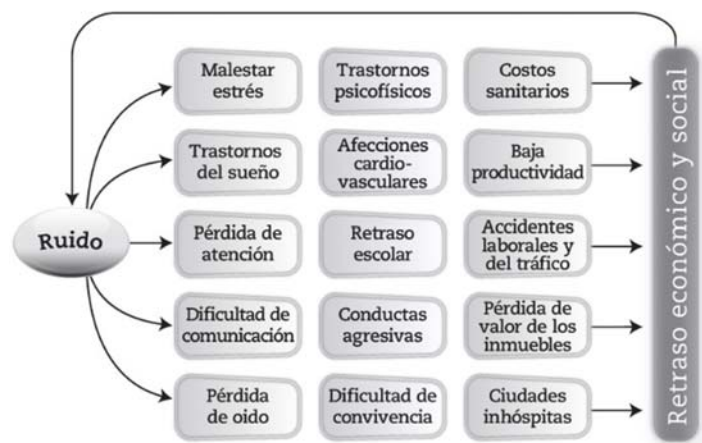 Malestar
estrés
Trastornos
psicofísicos
Costos
sanitarios
Trastornos
del sueño
Afecciones
cardio-
vasculares
Baja
productividad
Ruido
Pérdida de
atención
Retraso
escolar
Accidentes
laborales y
del tráfico
Dificultad de
comunicación
Conductas
agresivas
Pérdida de
valor de los
inmuebles
Pérdida
de oido
Dificultad de
convivencia
Ciudades
inhóspitas
Retraso económico y social